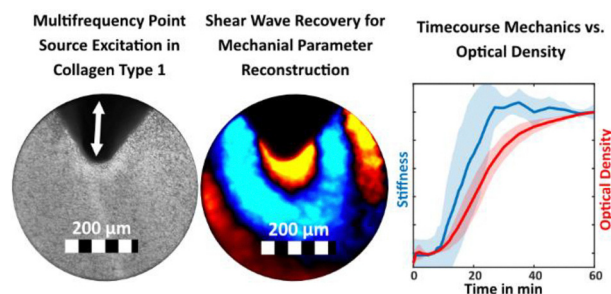 Multifrequency Point
Source Excitation in
Collagen Type 1
Shear Wave Recovery for
Mechanial Parameter
Reconstruction
Timecourse Mechanics vs.
Optical Density
200 µm
200 µm
Stiffness
Optical Density
0
20
40
60
Time in min